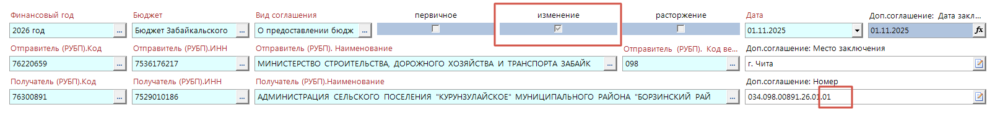 Финансовый год Бюджет Вид соглашения первичное изменение расторжение Дата Доп.соглашение: Дата закл...
2026 год ... Бюджет Забайкальского ... О предоставлении бюдж ... 01.11.2025 01.11.2025 fx
Отправитель (РУБП).Код Отправитель (РУБП).ИНН Отправитель (РУБП). Наименование Отправитель (РУБП). Код ве... Доп.соглашение: Место заключения
76220659 ... 7536176217 ... МИНИСТЕРСТВО СТРОИТЕЛЬСТВА, ДОРОЖНОГО ХОЗЯЙСТВА И ТРАНСПОРТА ЗАБАЙК ... 098 ... г. Чита
Получатель (РУБП).Код Получатель (РУБП).ИНН Получатель (РУБП).Наименование Доп.соглашение: Номер
76300891 ... 7529010186 ... АДМИНИСТРАЦИЯ СЕЛЬСКОГО ПОСЕЛЕНИЯ "КУРУНЗУЛАЙСКОЕ" МУНИЦИПАЛЬНОГО РАЙОНА "БОРЗИНСКИЙ РАЙ ... 034.098.00891.26.01.01